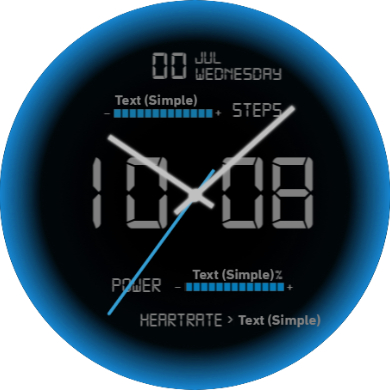 00 JUL
WEDNESDAY
Text (Simple)
- + STEPS
10 08
Text (Simple)%
POWER - +
HEARTRATE > Text (Simple)